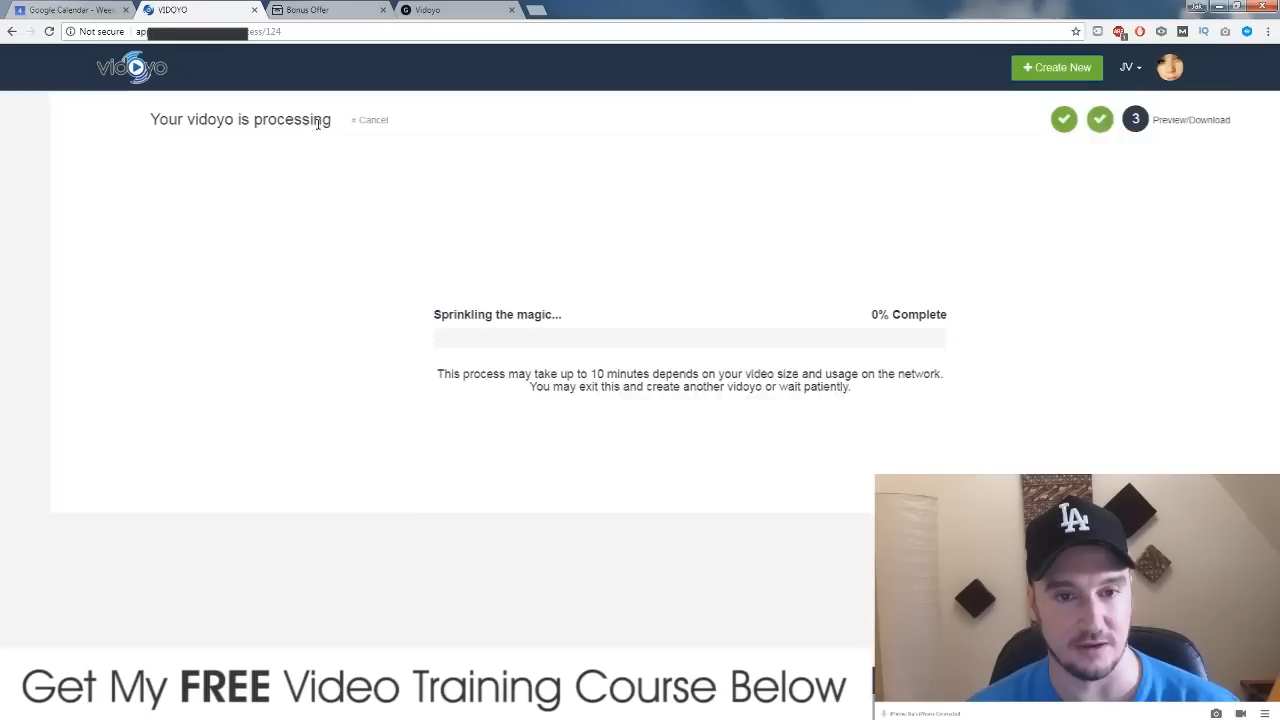 Google Calendar - Wee
VIDOYO
Bonus Offer
Vidoyo
Jak
Not secure
ap
ess/124
vidoyo
+ Create New
JV
Your vidoyo is processing
× Cancel
3
Preview/Download
Sprinkling the magic...
0% Complete
This process may take up to 10 minutes depends on your video size and usage on the network.
You may exit this and create another vidoyo or wait patiently.
LA
Get My FREE Video Training Course Below